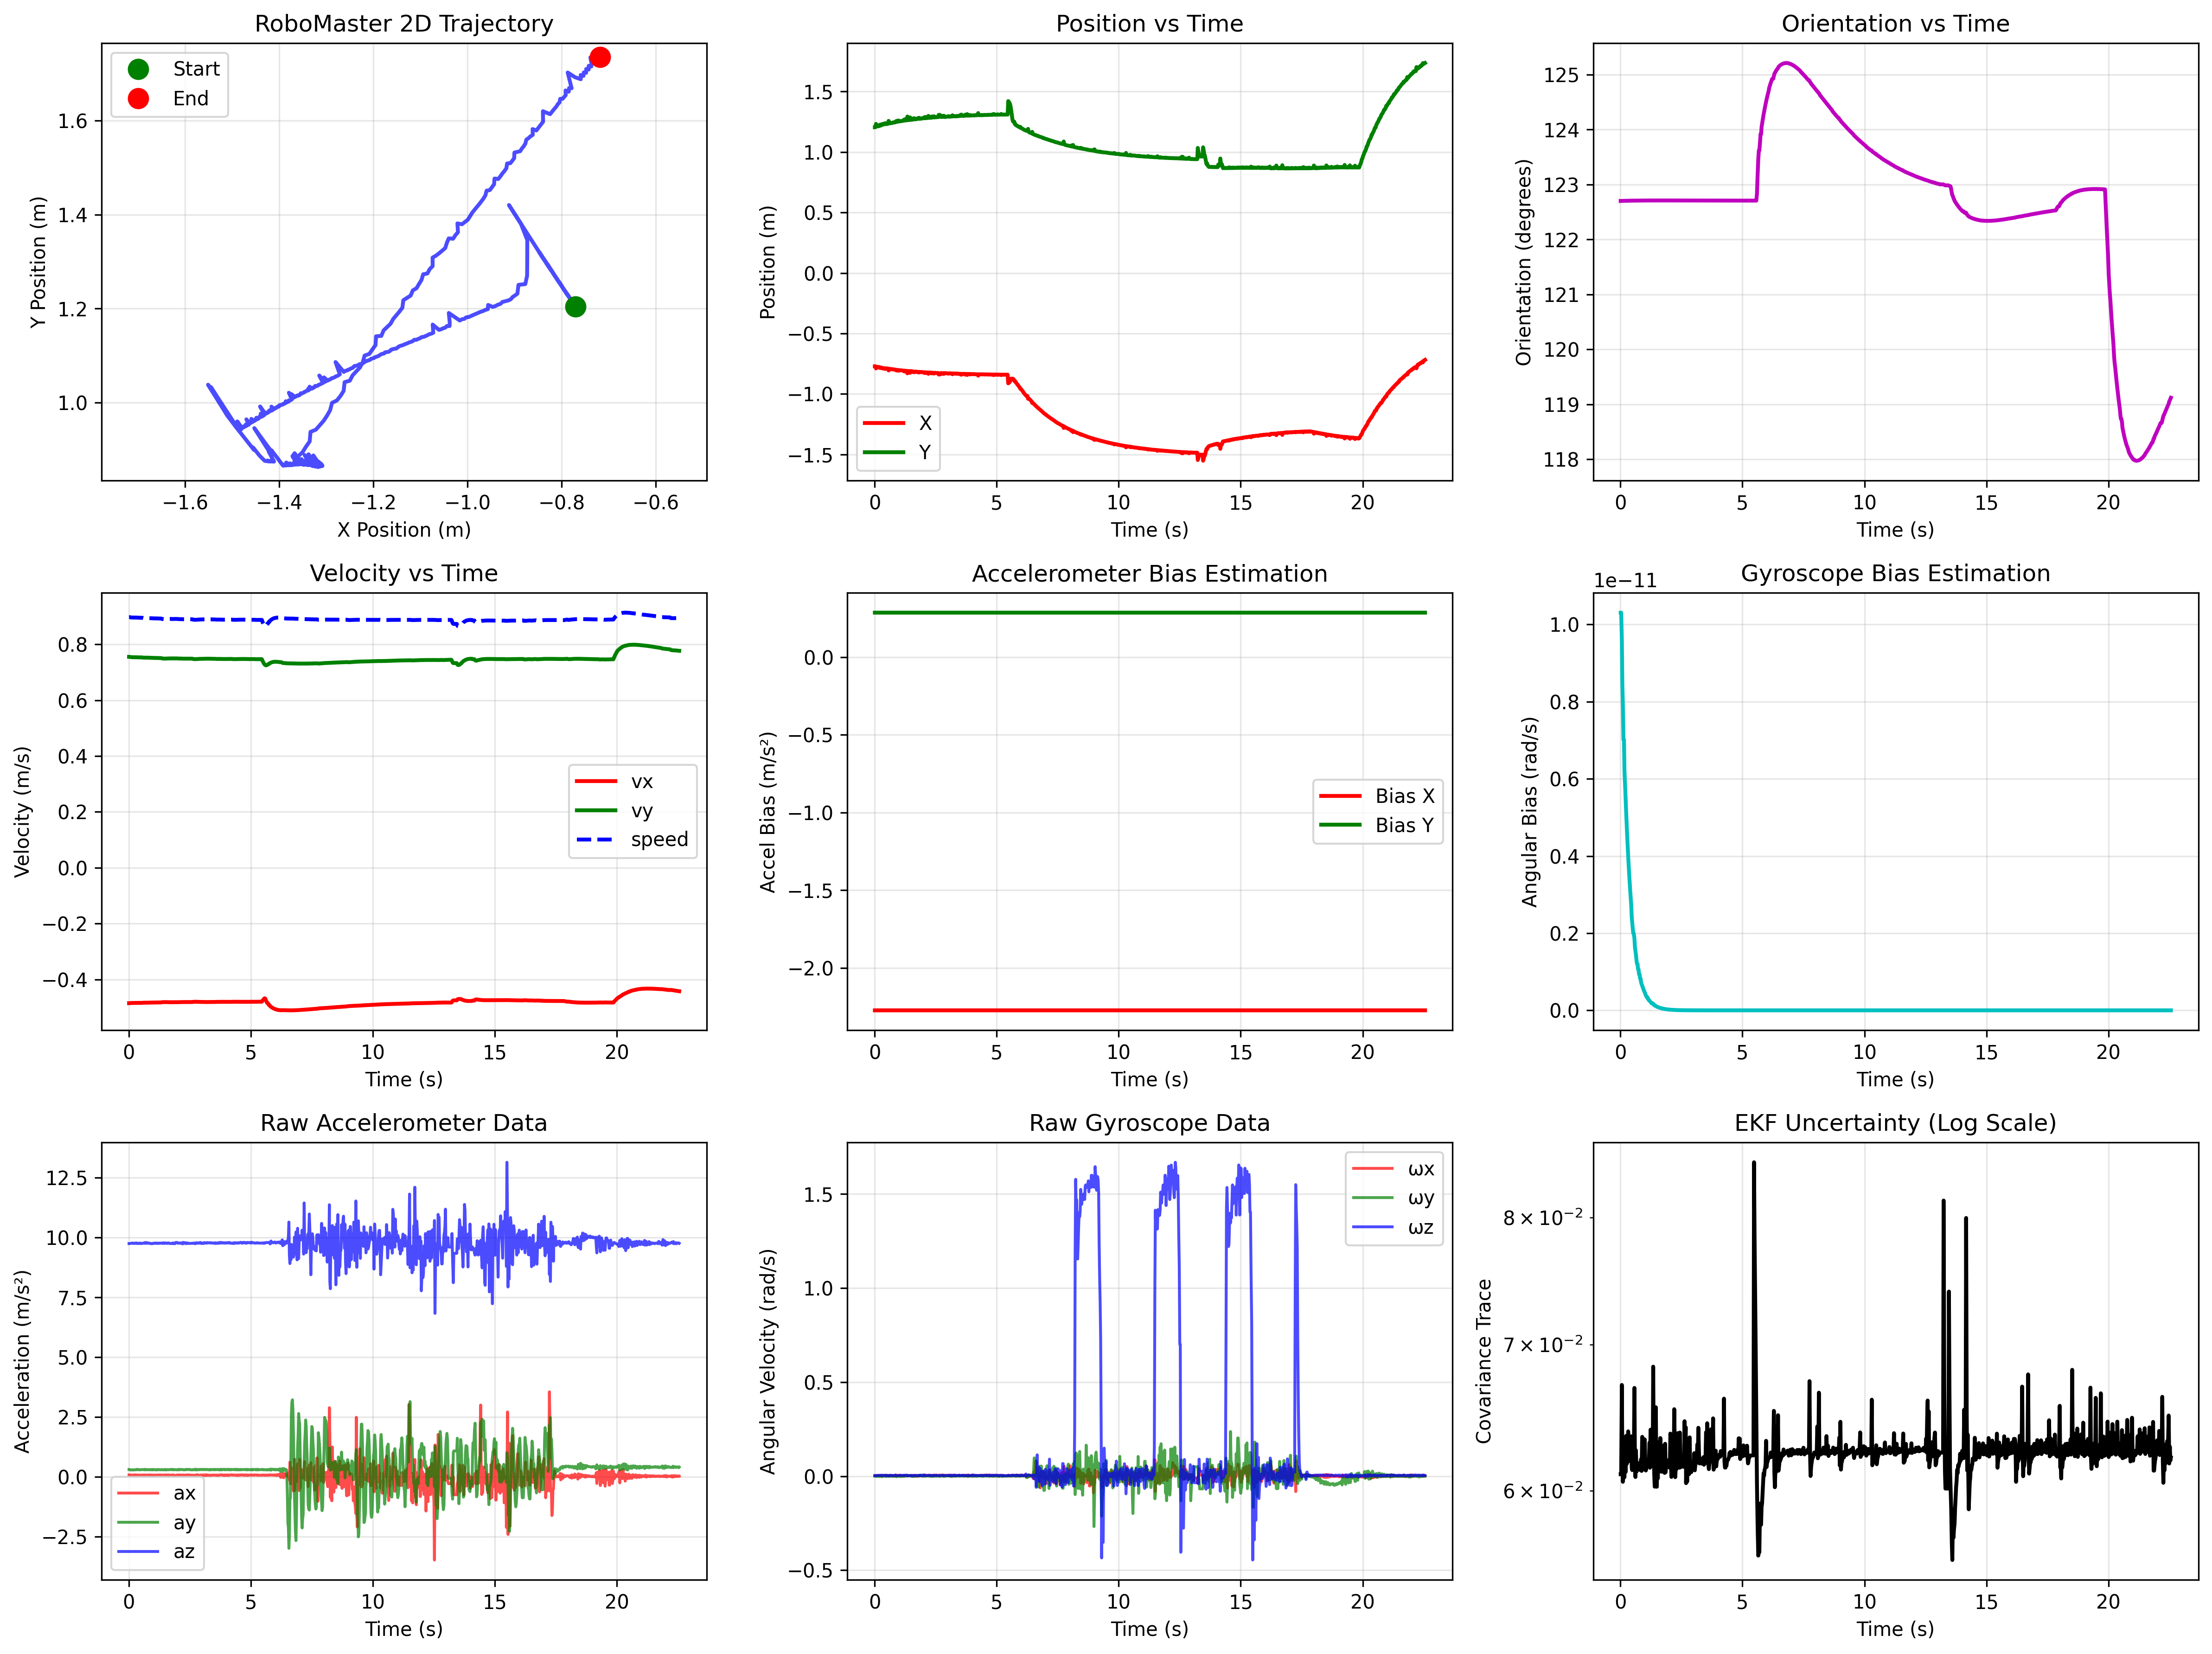 RoboMaster 2D Trajectory
Start
End
Y Position (m)
1.6
1.4
1.2
1.0
−1.6 −1.4 −1.2 −1.0 −0.8 −0.6
X Position (m)
Position vs Time
Position (m)
1.5
1.0
0.5
0.0
−0.5
−1.0
−1.5
X
Y
0 5 10 15 20
Time (s)
Orientation vs Time
Orientation (degrees)
125
124
123
122
121
120
119
118
0 5 10 15 20
Time (s)
Velocity vs Time
Velocity (m/s)
0.8
0.6
0.4
0.2
0.0
−0.2
−0.4
vx
vy
speed
0 5 10 15 20
Time (s)
Accelerometer Bias Estimation
Accel Bias (m/s²)
0.0
−0.5
−1.0
−1.5
−2.0
Bias X
Bias Y
0 5 10 15 20
Time (s)
1e−11
Gyroscope Bias Estimation
Angular Bias (rad/s)
1.0
0.8
0.6
0.4
0.2
0.0
0 5 10 15 20
Time (s)
Raw Accelerometer Data
Acceleration (m/s²)
12.5
10.0
7.5
5.0
2.5
0.0
−2.5
ax
ay
az
0 5 10 15 20
Time (s)
Raw Gyroscope Data
Angular Velocity (rad/s)
1.5
1.0
0.5
0.0
−0.5
ωx
ωy
ωz
0 5 10 15 20
Time (s)
EKF Uncertainty (Log Scale)
Covariance Trace
8 × 10⁻²
7 × 10⁻²
6 × 10⁻²
0 5 10 15 20
Time (s)